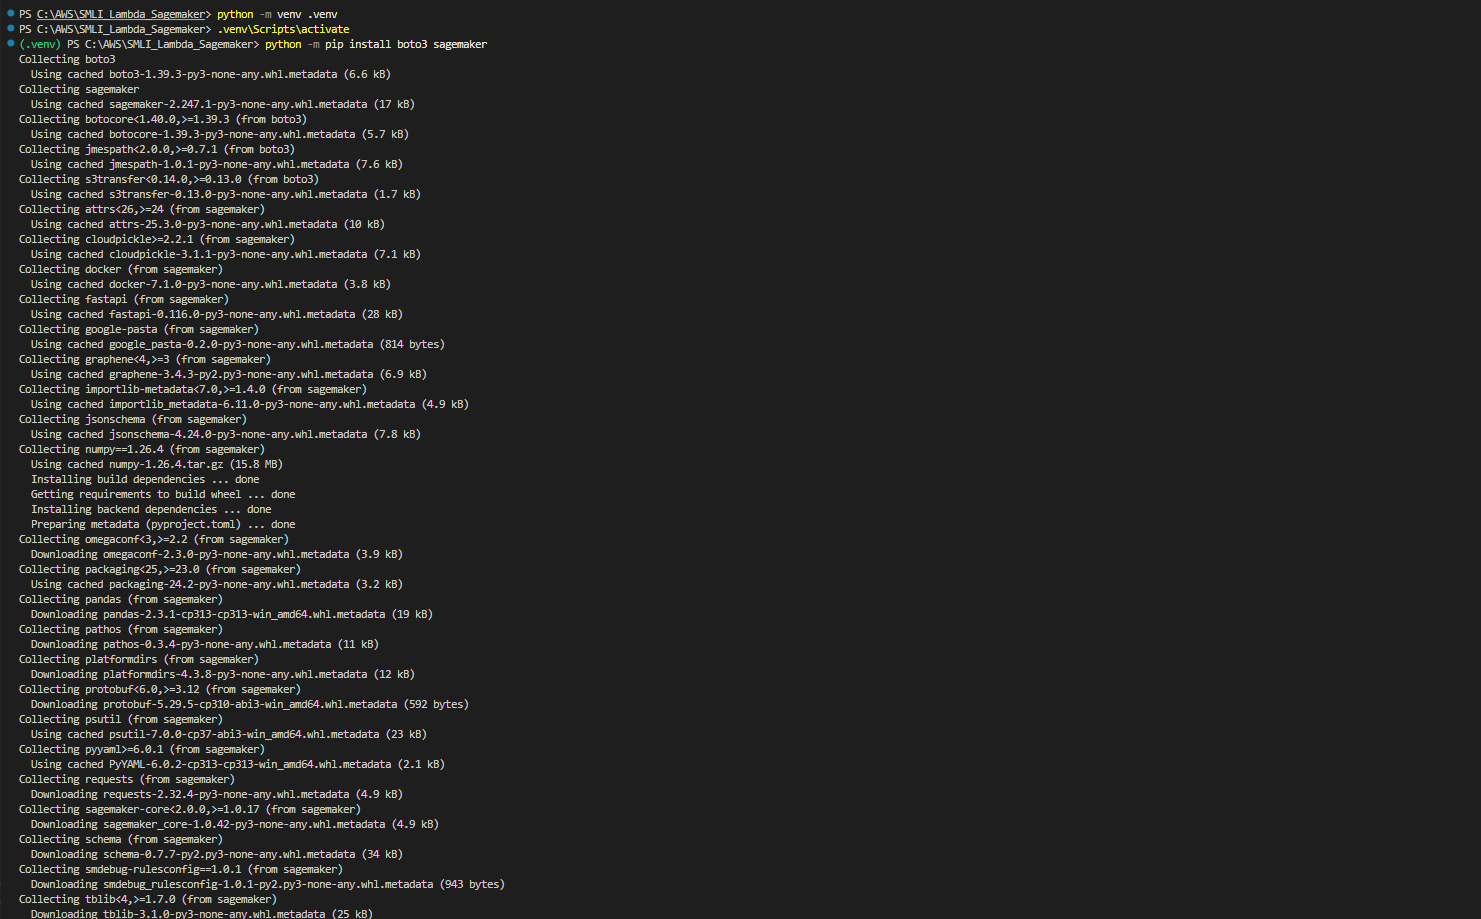 PS C:\AWS\SMLI_Lambda_Sagemaker> python -m venv .venv
PS C:\AWS\SMLI_Lambda_Sagemaker> .venv\Scripts\activate
(.venv) PS C:\AWS\SMLI_Lambda_Sagemaker> python -m pip install boto3 sagemaker
Collecting boto3
  Using cached boto3-1.39.3-py3-none-any.whl.metadata (6.6 kB)
Collecting sagemaker
  Using cached sagemaker-2.247.1-py3-none-any.whl.metadata (17 kB)
Collecting botocore<1.40.0,>=1.39.3 (from boto3)
  Using cached botocore-1.39.3-py3-none-any.whl.metadata (5.7 kB)
Collecting jmespath<2.0.0,>=0.7.1 (from boto3)
  Using cached jmespath-1.0.1-py3-none-any.whl.metadata (7.6 kB)
Collecting s3transfer<0.14.0,>=0.13.0 (from boto3)
  Using cached s3transfer-0.13.0-py3-none-any.whl.metadata (1.7 kB)
Collecting attrs<26,>=24 (from sagemaker)
  Using cached attrs-25.3.0-py3-none-any.whl.metadata (10 kB)
Collecting cloudpickle>=2.2.1 (from sagemaker)
  Using cached cloudpickle-3.1.1-py3-none-any.whl.metadata (7.1 kB)
Collecting docker (from sagemaker)
  Using cached docker-7.1.0-py3-none-any.whl.metadata (3.8 kB)
Collecting fastapi (from sagemaker)
  Using cached fastapi-0.116.0-py3-none-any.whl.metadata (28 kB)
Collecting google-pasta (from sagemaker)
  Using cached google_pasta-0.2.0-py3-none-any.whl.metadata (814 bytes)
Collecting graphene<4,>=3 (from sagemaker)
  Using cached graphene-3.4.3-py2.py3-none-any.whl.metadata (6.9 kB)
Collecting importlib-metadata<7.0,>=1.4.0 (from sagemaker)
  Using cached importlib_metadata-6.11.0-py3-none-any.whl.metadata (4.9 kB)
Collecting jsonschema (from sagemaker)
  Using cached jsonschema-4.24.0-py3-none-any.whl.metadata (7.8 kB)
Collecting numpy==1.26.4 (from sagemaker)
  Using cached numpy-1.26.4.tar.gz (15.8 MB)
  Installing build dependencies ... done
  Getting requirements to build wheel ... done
  Installing backend dependencies ... done
  Preparing metadata (pyproject.toml) ... done
Collecting omegaconf<3,>=2.2 (from sagemaker)
  Downloading omegaconf-2.3.0-py3-none-any.whl.metadata (3.9 kB)
Collecting packaging<25,>=23.0 (from sagemaker)
  Using cached packaging-24.2-py3-none-any.whl.metadata (3.2 kB)
Collecting pandas (from sagemaker)
  Downloading pandas-2.3.1-cp313-cp313-win_amd64.whl.metadata (19 kB)
Collecting pathos (from sagemaker)
  Downloading pathos-0.3.4-py3-none-any.whl.metadata (11 kB)
Collecting platformdirs (from sagemaker)
  Downloading platformdirs-4.3.8-py3-none-any.whl.metadata (12 kB)
Collecting protobuf<6.0,>=3.12 (from sagemaker)
  Downloading protobuf-5.29.5-cp310-abi3-win_amd64.whl.metadata (592 bytes)
Collecting psutil (from sagemaker)
  Using cached psutil-7.0.0-cp37-abi3-win_amd64.whl.metadata (23 kB)
Collecting pyyaml>=6.0.1 (from sagemaker)
  Using cached PyYAML-6.0.2-cp313-cp313-win_amd64.whl.metadata (2.1 kB)
Collecting requests (from sagemaker)
  Downloading requests-2.32.4-py3-none-any.whl.metadata (4.9 kB)
Collecting sagemaker-core<2.0.0,>=1.0.17 (from sagemaker)
  Downloading sagemaker_core-1.0.42-py3-none-any.whl.metadata (4.9 kB)
Collecting schema (from sagemaker)
  Downloading schema-0.7.7-py2.py3-none-any.whl.metadata (34 kB)
Collecting smdebug-rulesconfig==1.0.1 (from sagemaker)
  Downloading smdebug_rulesconfig-1.0.1-py2.py3-none-any.whl.metadata (943 bytes)
Collecting tblib<4,>=1.7.0 (from sagemaker)
  Downloading tblib-3.1.0-py3-none-any.whl.metadata (25 kB)